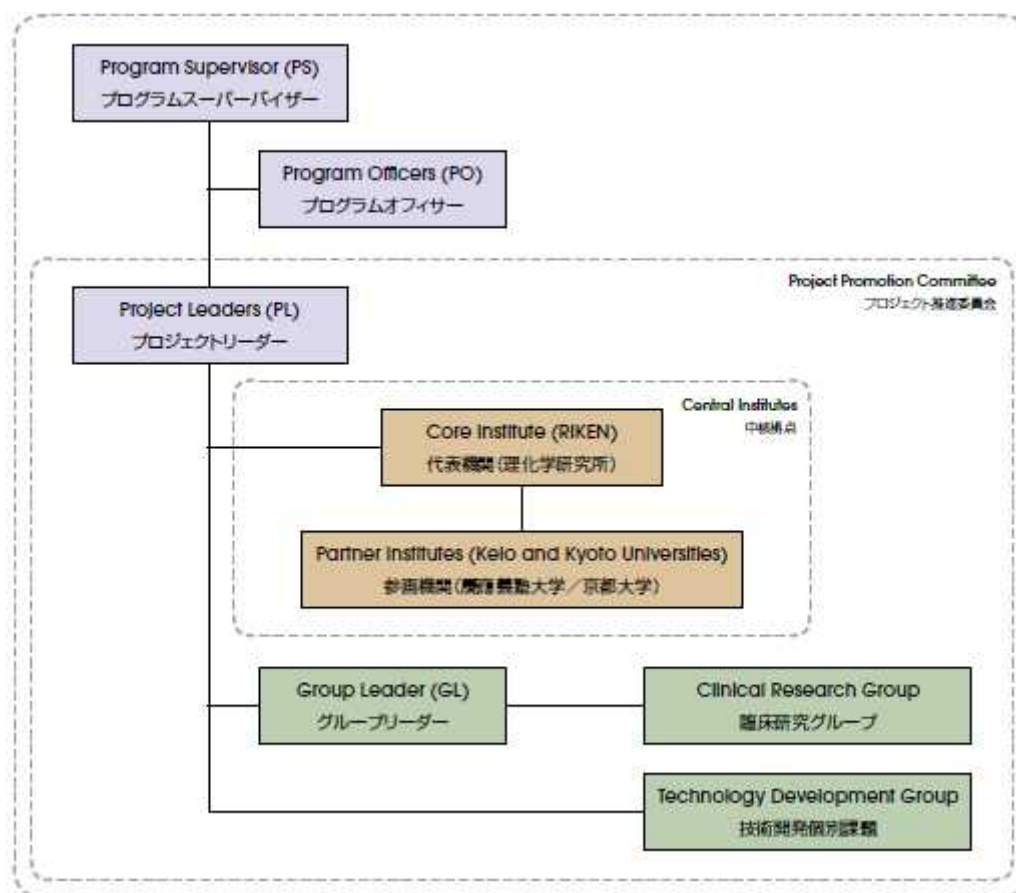 Program Supervisor (PS)
プログラムスーパーバイザー
Program Officers (PO)
プログラムオフィサー
Project Promotion Committee
プロジェクト推進委員会
Project Leaders (PL)
プロジェクトリーダー
Central Institutes
中核拠点
Core Institute (RIKEN)
代表機関(理化学研究所)
Partner Institutes (Keio and Kyoto Universities)
参画機関(慶應義塾大学/京都大学)
Group Leader (GL)
グループリーダー
Clinical Research Group
臨床研究グループ
Technology Development Group
技術開発個別課題